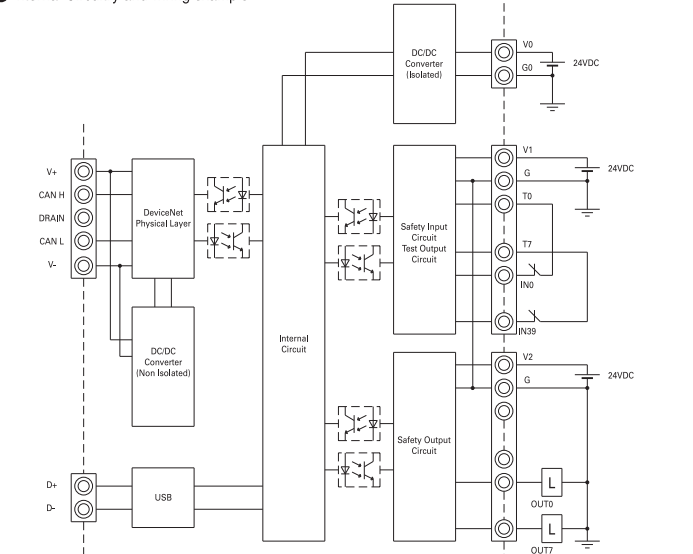 DC/DC
Converter
(Isolated)
V0
G0
24VDC
V+
CAN H
DRAIN
CAN L
V-
DeviceNet
Physical Layer
DC/DC
Converter
(Non Isolated)
D+
D-
USB
Internal
Circuit
Safety Input
Circuit
Test Output
Circuit
V1
G
T0
T7
IN0
IN39
24VDC
Safety Output
Circuit
V2
G
24VDC
L
OUT0
L
OUT7